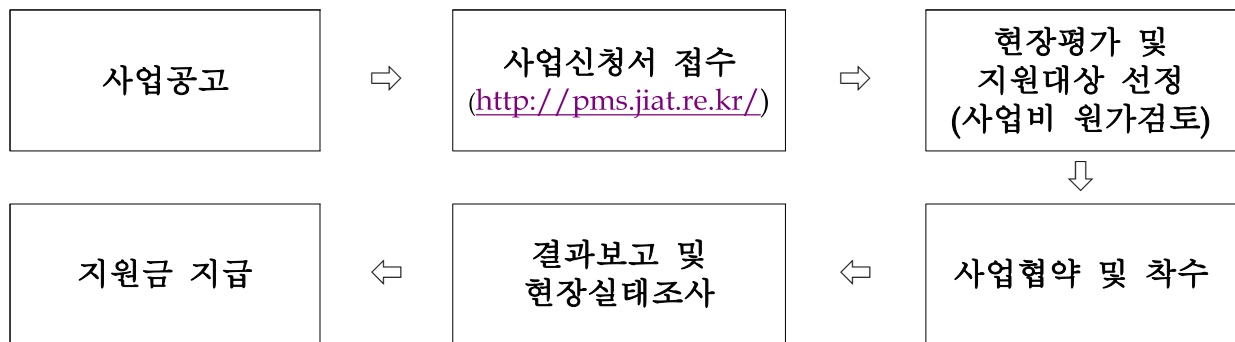 사업공고
사업신청서 접수
(http://pms.jiat.re.kr/)
현장평가 및
지원대상 선정
(사업비 원가검토)
사업협약 및 착수
결과보고 및
현장실태조사
지원금 지급